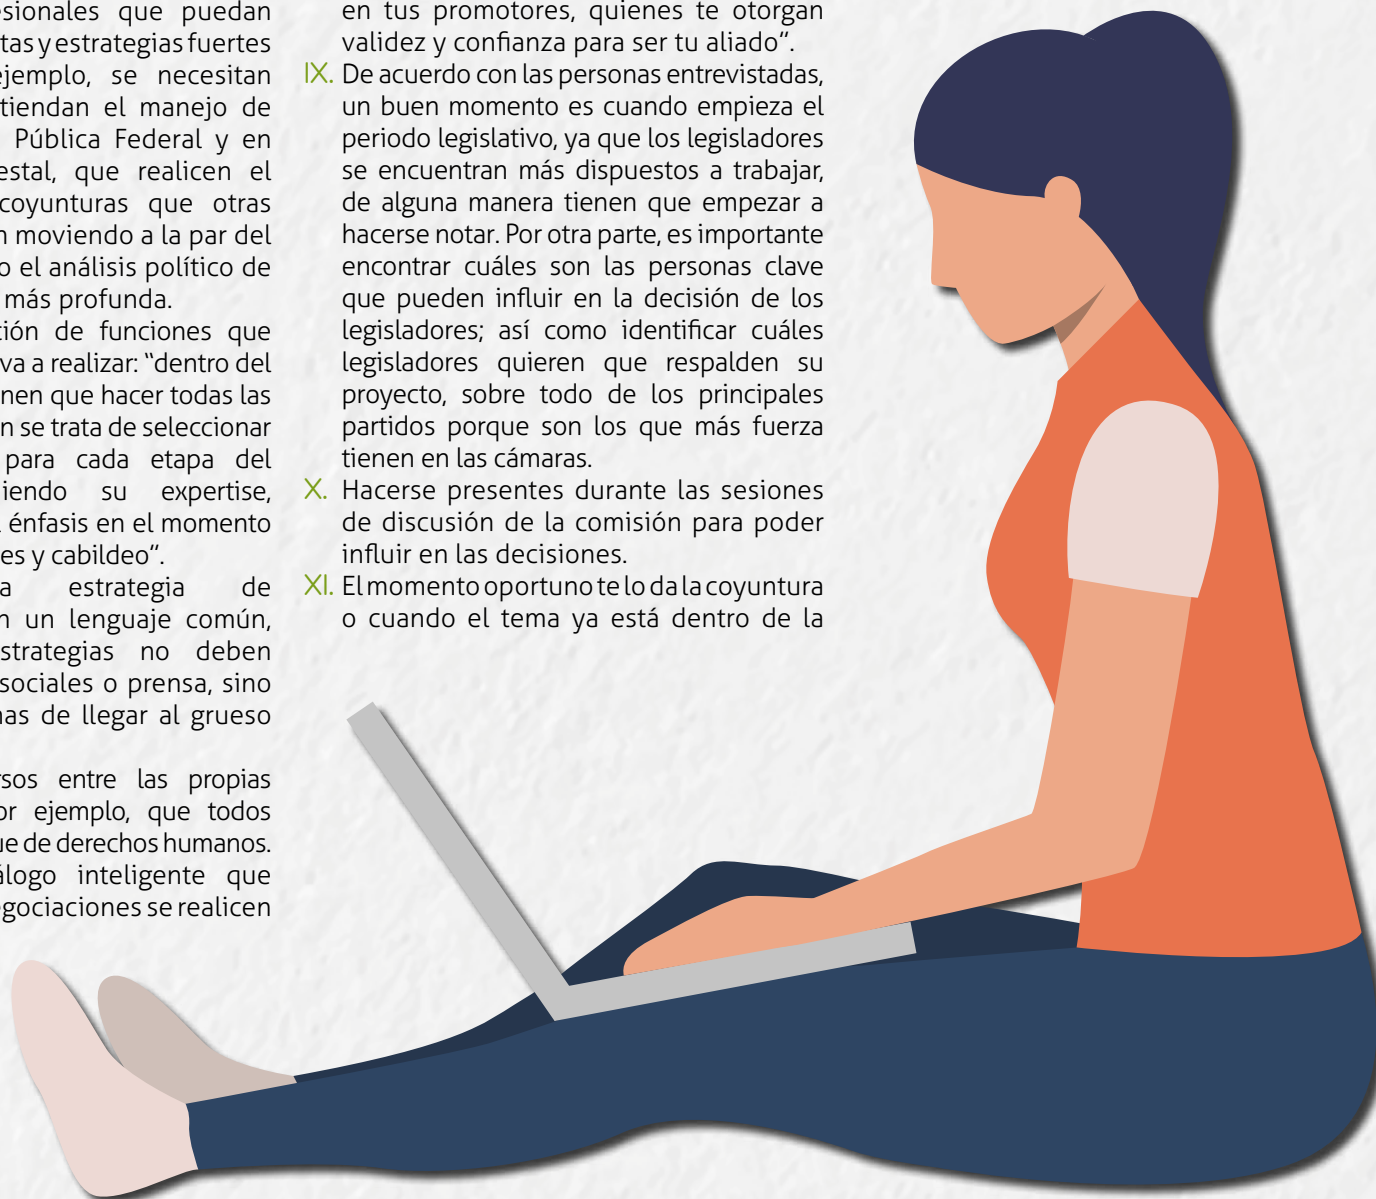 esionales que puedan
tas y estrategias fuertes
ejemplo, se necesitan
tiendan el manejo de
Pública Federal y en
estal, que realicen el
coyunturas que otras
n moviendo a la par del
o el análisis político de
más profunda.
ción de funciones que
va a realizar: “dentro del
nen que hacer todas las
n se trata de seleccionar
para cada etapa del
iendo su expertise,
l énfasis en el momento
es y cabildeo”.
a estrategia de
n un lenguaje común,
strategias no deben
sociales o prensa, sino
nas de llegar al grueso
rsos entre las propias
or ejemplo, que todos
ue de derechos humanos.
álogo inteligente que
egociaciones se realicen
en tus promotores, quienes te otorgan
validez y confianza para ser tu aliado”.
IX. De acuerdo con las personas entrevistadas,
un buen momento es cuando empieza el
periodo legislativo, ya que los legisladores
se encuentran más dispuestos a trabajar,
de alguna manera tienen que empezar a
hacerse notar. Por otra parte, es importante
encontrar cuáles son las personas clave
que pueden influir en la decisión de los
legisladores; así como identificar cuáles
legisladores quieren que respalden su
proyecto, sobre todo de los principales
partidos porque son los que más fuerza
tienen en las cámaras.
X. Hacerse presentes durante las sesiones
de discusión de la comisión para poder
influir en las decisiones.
XI. El momento oportuno te lo da la coyuntura
o cuando el tema ya está dentro de la